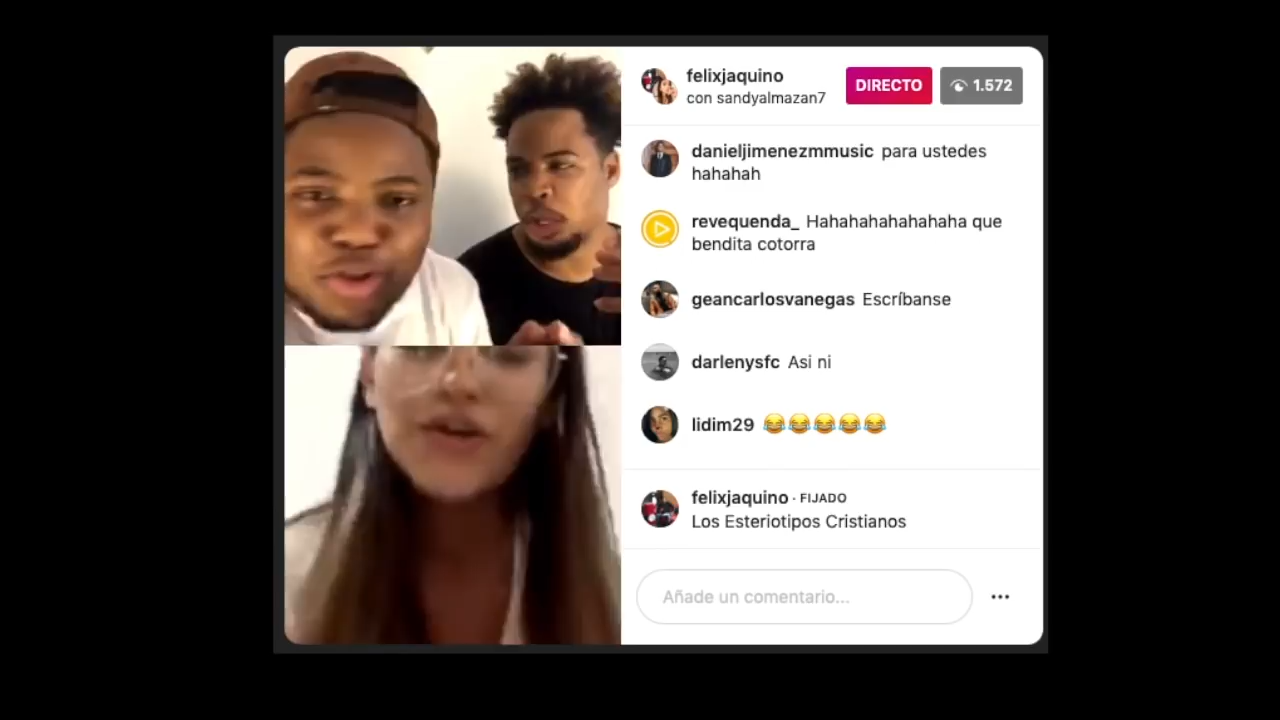 felixjaquino
con sandyalmazan7
DIRECTO
1.572
danieljimenezmmusic para ustedes
hahahah
revequenda_ Hahahahahahahaha que
bendita cotorra
geancarlosvanegas Escríbanse
darlenysfc Asi ni
lidim29 😂😂😂😂😂
felixjaquino · FIJADO
Los Esteriotipos Cristianos
Añade un comentario...